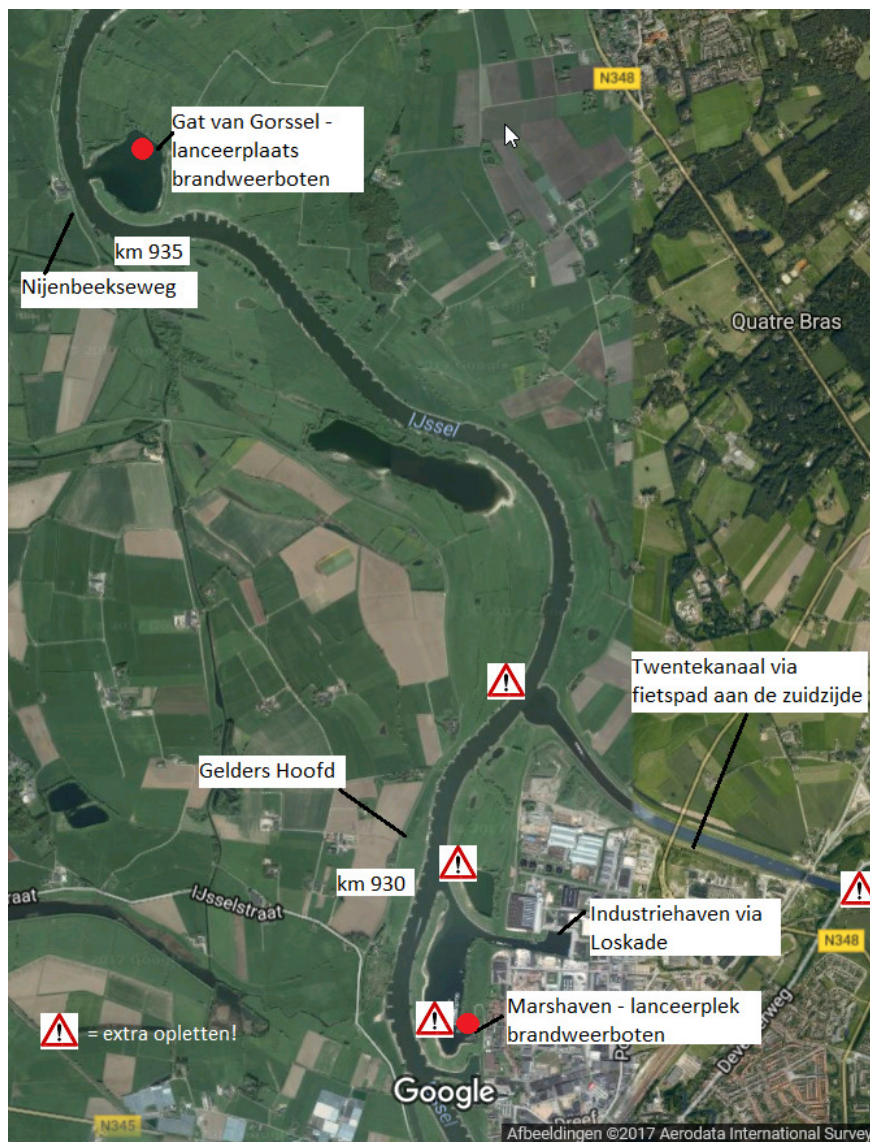 N348
Gat van Gorssel -
lanceerplaats
brandweerboten
km 935
Nijenbeekseweg
Quatre Bras
IJssel
Twentekanaal via
fietspad aan de zuidzijde
Gelders Hoofd
km 930
IJsselstraat
Industriehaven via
Loskade
N348
Marshaven - lanceerplek
brandweerboten
= extra opletten!
Google
N345
Afbeeldingen ©2017 Aerodata International Survey